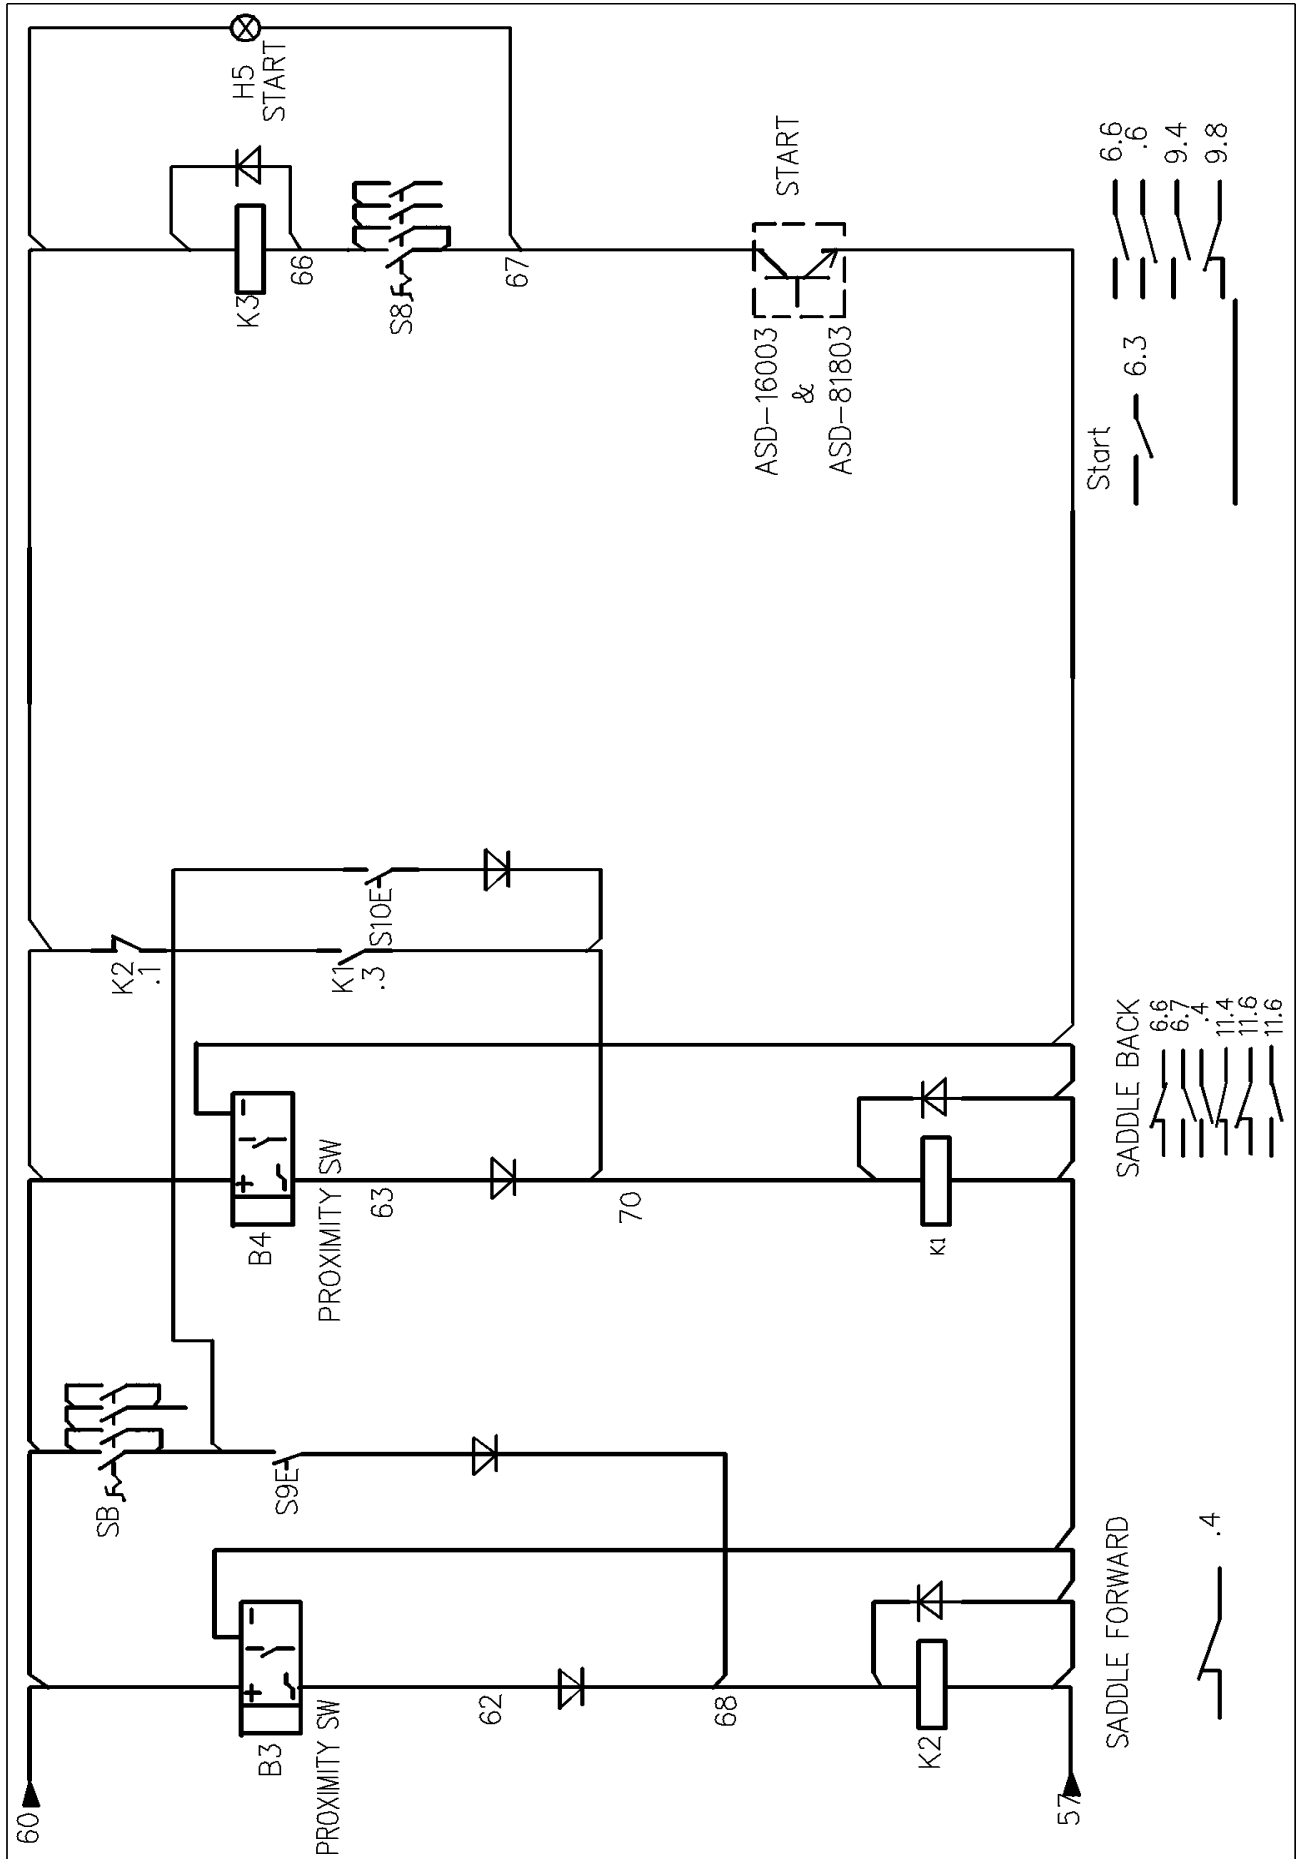 60
B3
PROXIMITY SW
62
68
K2
57
SADDLE FORWARD
.4
SB
S9E
B4
PROXIMITY SW
63
70
K1
SADDLE BACK
6.6
6.7
.4
11.4
11.6
11.6
K2
.1
K1
.3
S10E
K3
66
S8
67
H5
START
START
ASD-16003
&
ASD-81803
Start
6.3
6.6
.6
9.4
9.8